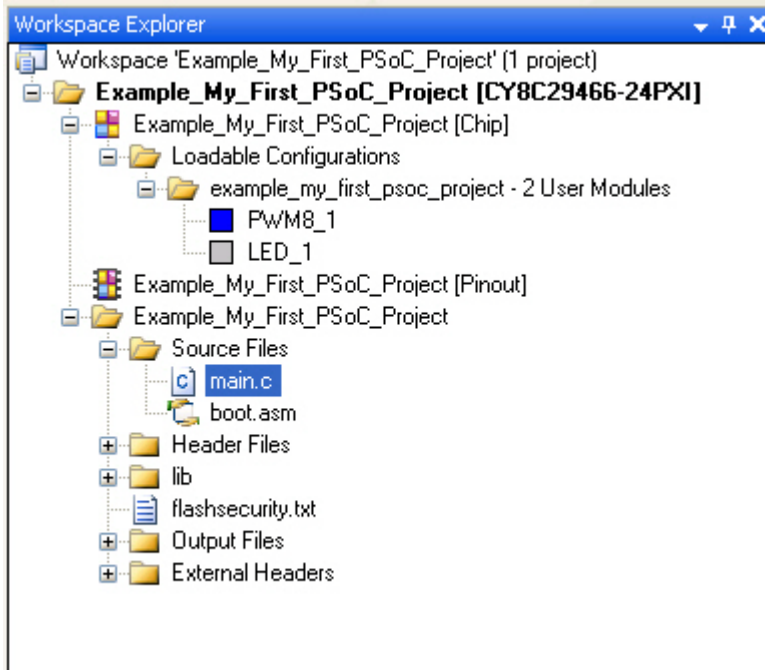 Workspace Explorer
Workspace 'Example_My_First_PSoC_Project' (1 project)
Example_My_First_PSoC_Project [CY8C29466-24PXI]
Example_My_First_PSoC_Project [Chip]
Loadable Configurations
example_my_first_psoc_project - 2 User Modules
PWM8_1
LED_1
Example_My_First_PSoC_Project [Pinout]
Example_My_First_PSoC_Project
Source Files
main.c
boot.asm
Header Files
lib
flashsecurity.txt
Output Files
External Headers